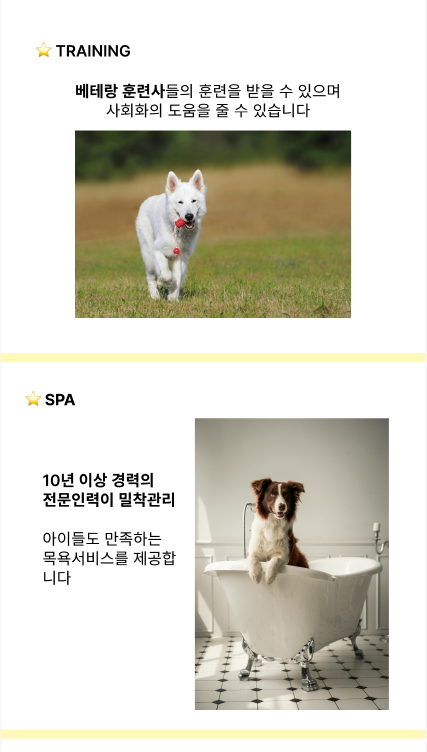 ⭐ TRAINING
베테랑 훈련사들의 훈련을 받을 수 있으며
사회화의 도움을 줄 수 있습니다
⭐ SPA
10년 이상 경력의
전문인력이 밀착관리
아이들도 만족하는
목욕서비스를 제공합
니다